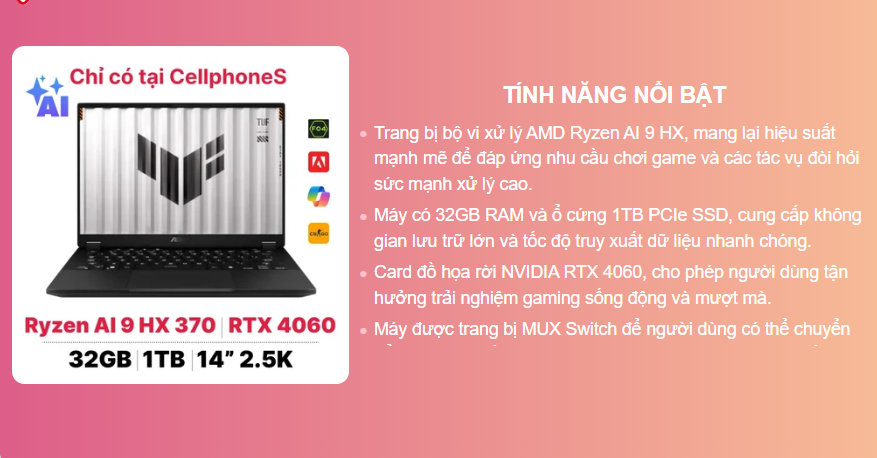 Chỉ có tại CellphoneS
AI
TUF
FC4
Ryzen AI 9 HX 370 | RTX 4060
32GB | 1TB | 14” 2.5K
TÍNH NĂNG NỔI BẬT
Trang bị bộ vi xử lý AMD Ryzen AI 9 HX, mang lại hiệu suất
mạnh mẽ để đáp ứng nhu cầu chơi game và các tác vụ đòi hỏi
sức mạnh xử lý cao.
Máy có 32GB RAM và ổ cứng 1TB PCIe SSD, cung cấp không
gian lưu trữ lớn và tốc độ truy xuất dữ liệu nhanh chóng.
Card đồ họa rời NVIDIA RTX 4060, cho phép người dùng tận
hưởng trải nghiệm gaming sống động và mượt mà.
Máy được trang bị MUX Switch để người dùng có thể chuyển